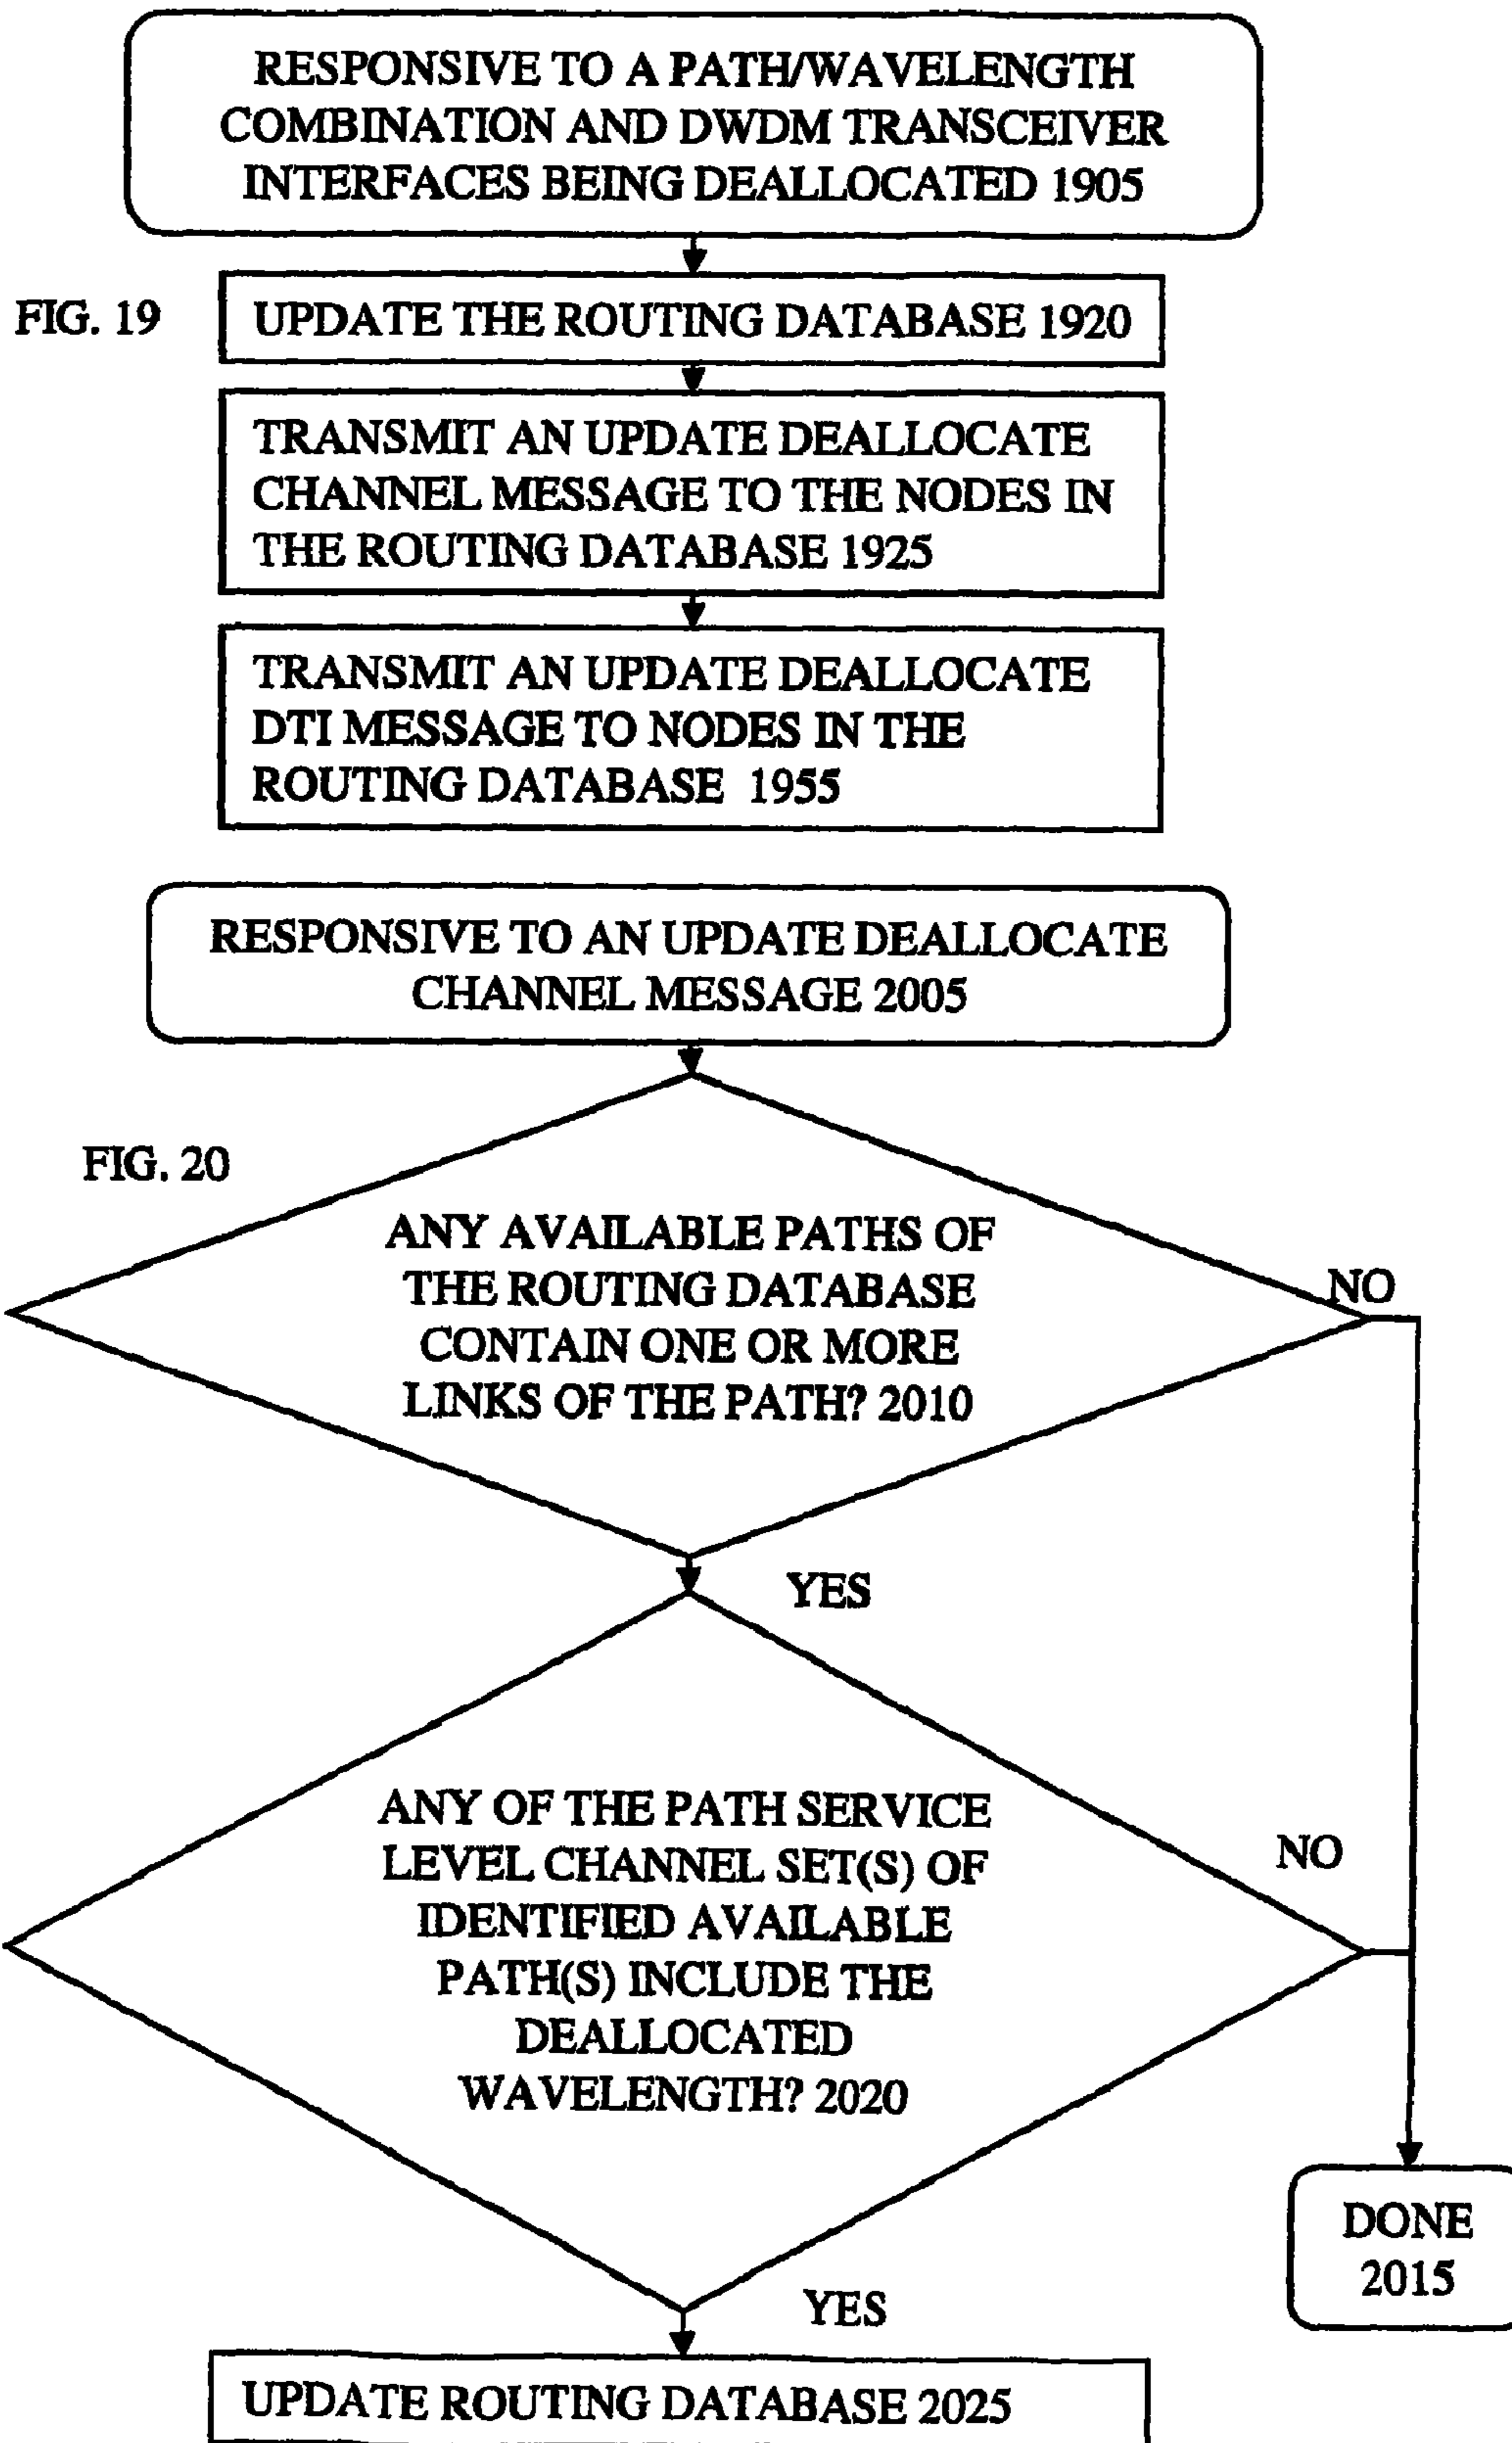 RESPONSIVE TO A PATH/WAVELENGTH
COMBINATION AND DWDM TRANSCEIVER
INTERFACES BEING DEALLOCATED 1905
FIG. 19
UPDATE THE ROUTING DATABASE 1920
TRANSMIT AN UPDATE DEALLOCATE
CHANNEL MESSAGE TO THE NODES IN
THE ROUTING DATABASE 1925
TRANSMIT AN UPDATE DEALLOCATE
DTI MESSAGE TO NODES IN THE
ROUTING DATABASE 1955
RESPONSIVE TO AN UPDATE DEALLOCATE
CHANNEL MESSAGE 2005
FIG. 20
ANY AVAILABLE PATHS OF
THE ROUTING DATABASE
CONTAIN ONE OR MORE
LINKS OF THE PATH? 2010
NO
YES
ANY OF THE PATH SERVICE
LEVEL CHANNEL SET(S) OF
IDENTIFIED AVAILABLE
PATH(S) INCLUDE THE
DEALLOCATED
WAVELENGTH? 2020
NO
DONE
2015
YES
UPDATE ROUTING DATABASE 2025